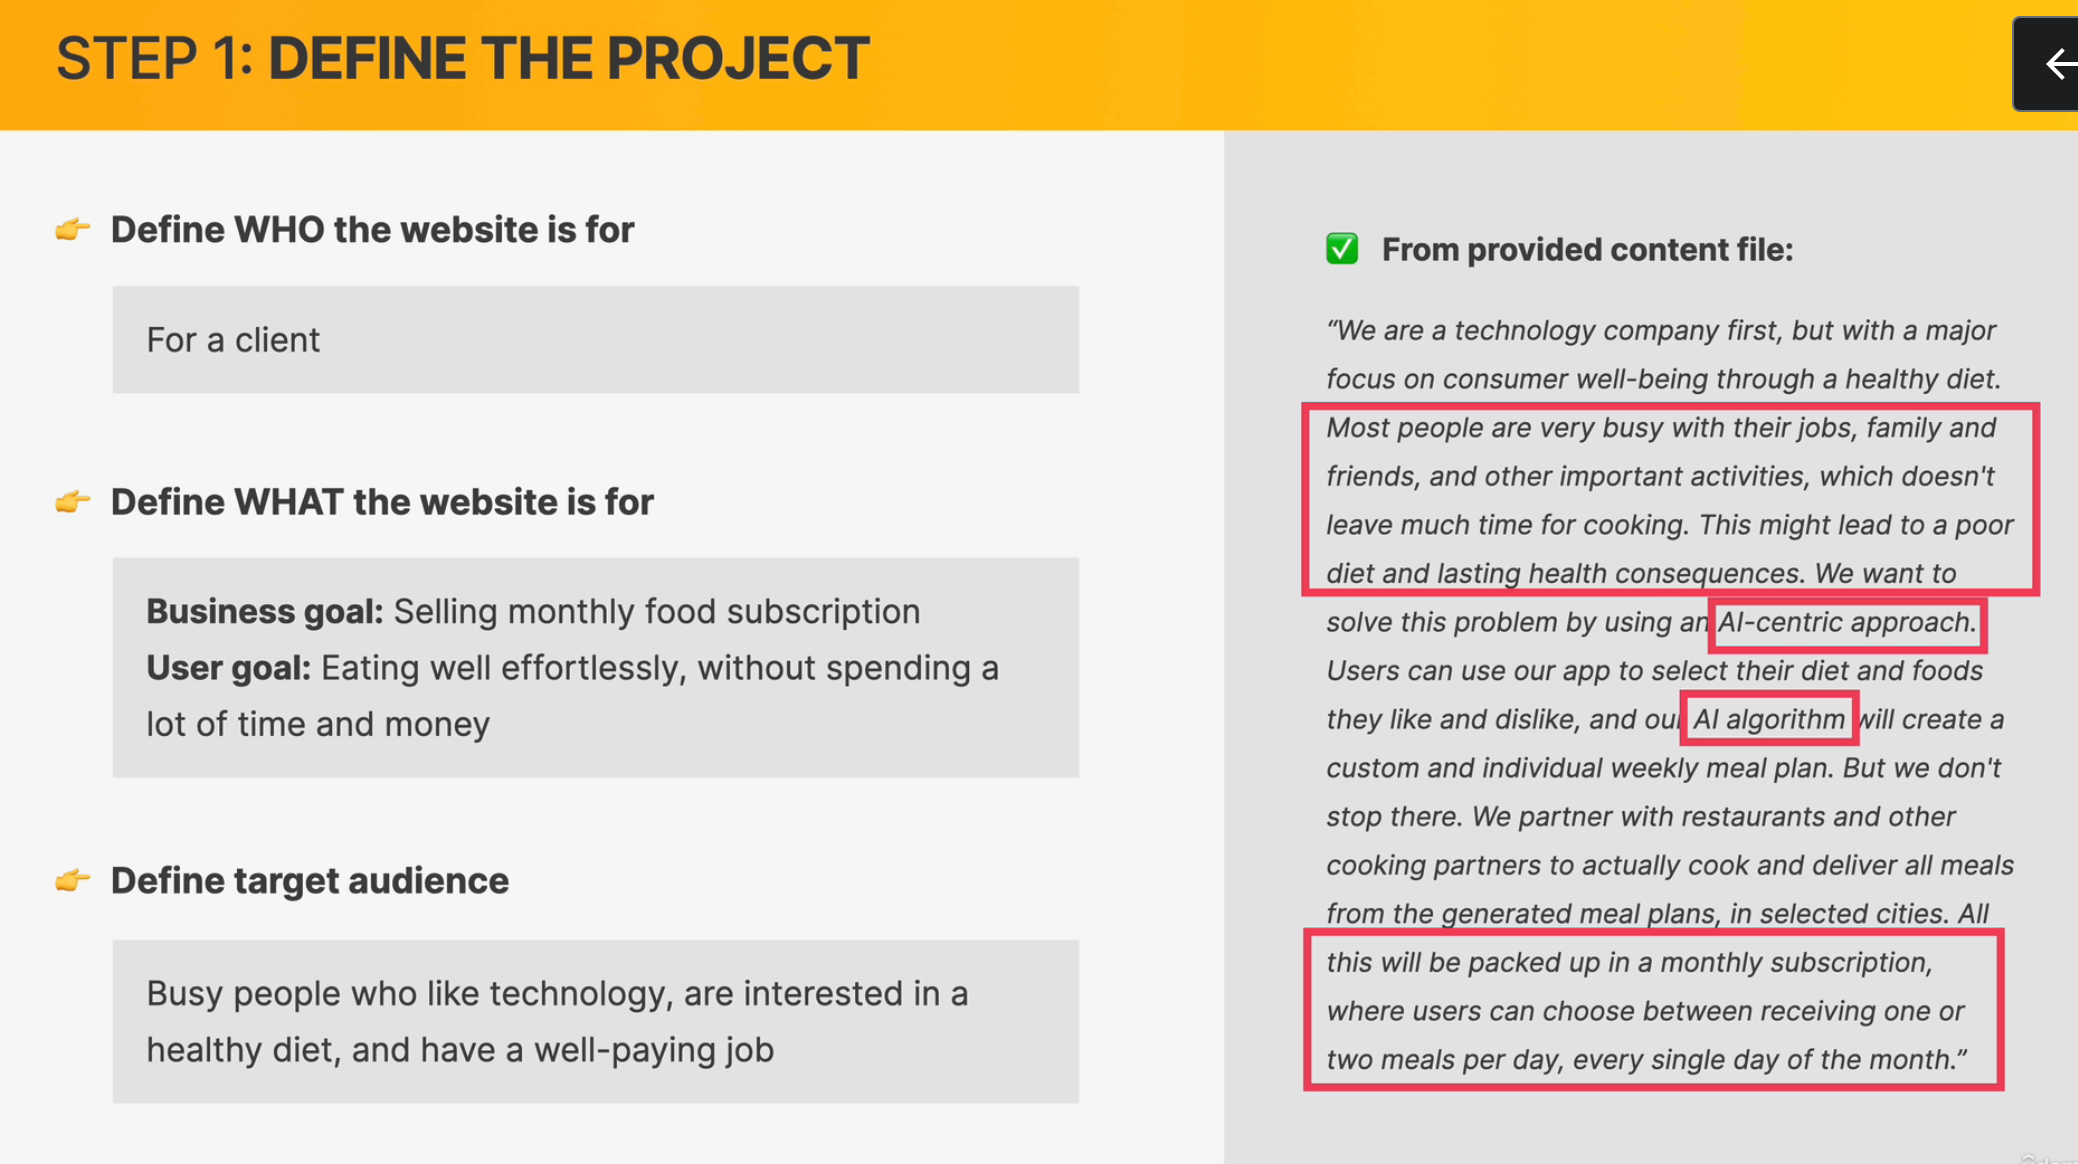 STEP 1: DEFINE THE PROJECT
Define WHO the website is for
For a client
Define WHAT the website is for
Business goal: Selling monthly food subscription
User goal: Eating well effortlessly, without spending a
lot of time and money
Define target audience
Busy people who like technology, are interested in a
healthy diet, and have a well-paying job
From provided content file:
“We are a technology company first, but with a major
focus on consumer well-being through a healthy diet.
Most people are very busy with their jobs, family and
friends, and other important activities, which doesn't
leave much time for cooking. This might lead to a poor
diet and lasting health consequences. We want to
solve this problem by using an AI-centric approach.
Users can use our app to select their diet and foods
they like and dislike, and our AI algorithm will create a
custom and individual weekly meal plan. But we don't
stop there. We partner with restaurants and other
cooking partners to actually cook and deliver all meals
from the generated meal plans, in selected cities. All
this will be packed up in a monthly subscription,
where users can choose between receiving one or
two meals per day, every single day of the month.”